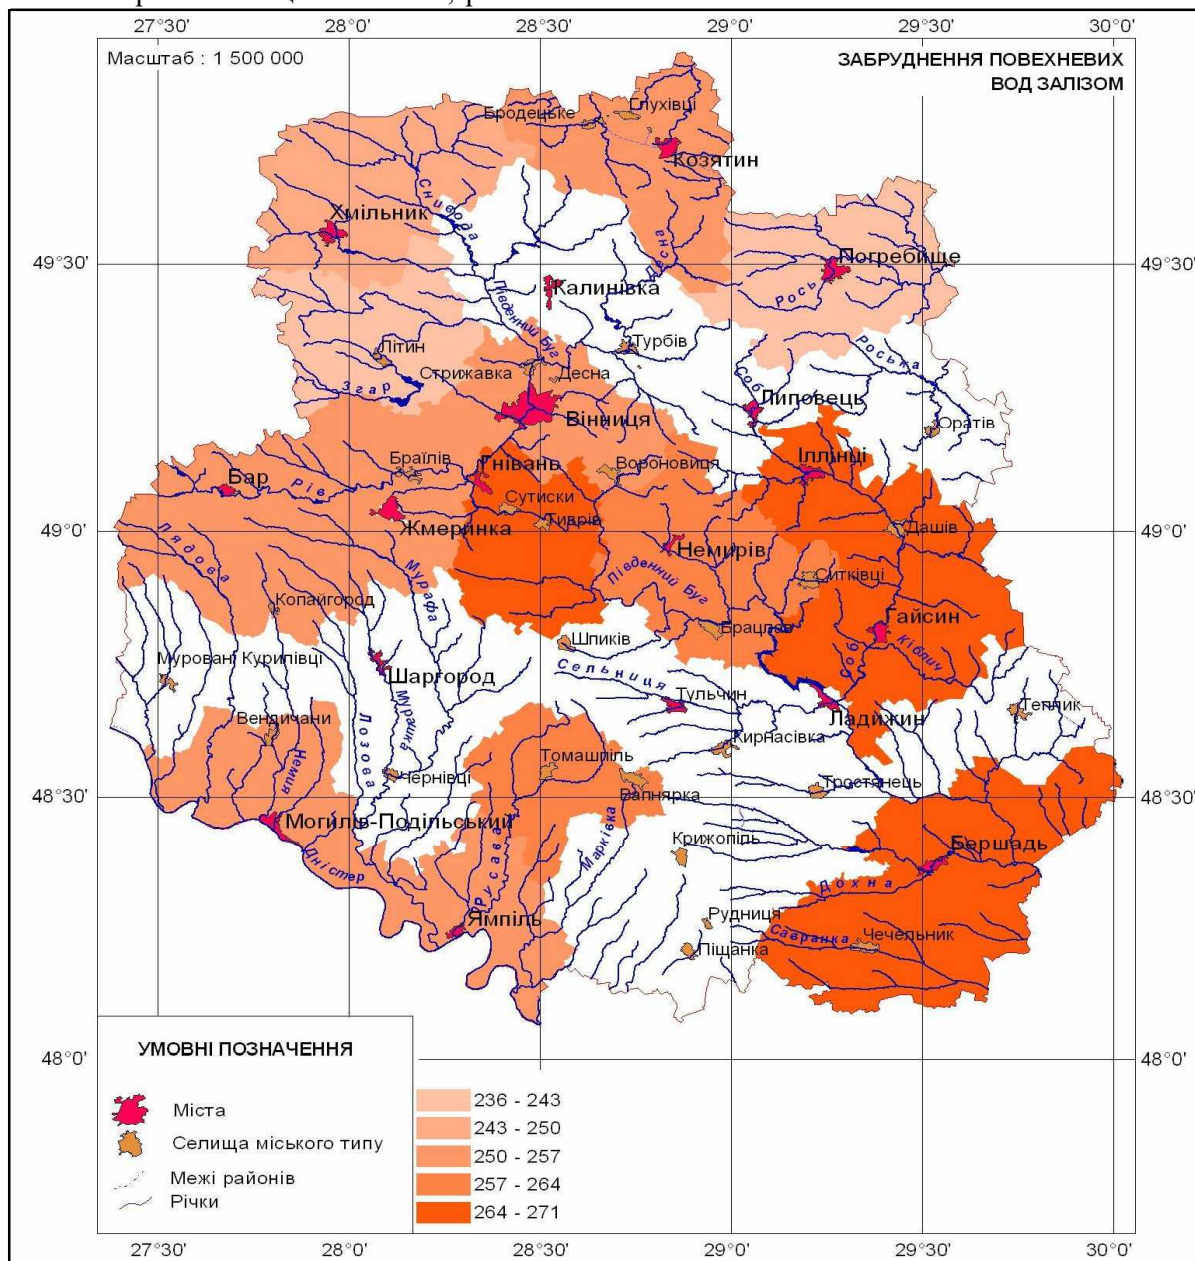 27°30'
28°0'
28°30'
29°0'
29°30'
30°0'
Масштаб : 1 500 000
ЗАБРУДНЕННЯ ПОВЕХНЕВИХ
ВОД ЗАЛІЗОМ
Бродецьке
Глухівці
Козятин
Снивода
Хмільник
Десна
Погребище
49°30'
49°30'
Рось
Калинівка
Південний Буг
Турбів
Роська
Літин
Стрижавка
Десна
Згар
Соб
Липовець
Вінниця
Оратів
Браїлів
Гнівань
Вороновиця
Іллінці
Бар
Рів
Сутиски
Жмеринка
Тиврів
Дашів
49°0'
49°0'
Немирів
Лядова
Мурафа
Південний Буг
Ситківці
Копайгород
Гайсин
Брацлав
Шпиків
Соб
Кіблич
Мурован. Курилівці
Шаргород
Сельниця
Тульчин
Мурашка
Ладижин
Теплик
Вендичани
Лозова
Кирнасівка
Немия
Томашпіль
Чернівці
Тростянець
Вапнярка
48°30'
48°30'
Могилів-Подільський
Марківка
Крижопіль
Бершадь
Дністер
Русава
Дохна
Ямпіль
Рудниця
Савранка
Чечельник
Піщанка
48°0'
48°0'
УМОВНІ ПОЗНАЧЕННЯ
Міста
Селища міського типу
Межі районів
Річки
236 - 243
243 - 250
250 - 257
257 - 264
264 - 271
27°30'
28°0'
28°30'
29°0'
29°30'
30°0'